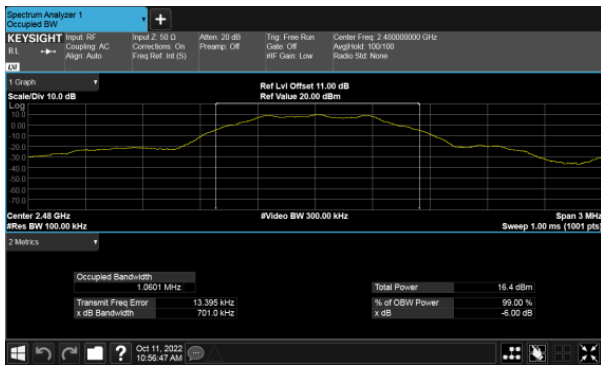 Spectrum Analyzer 1
Occupied BW
+
KEYSIGHT Input: RF Input Z: 50 Ω Atten: 20 dB Trig: Free Run Center Freq: 2.480000000 GHz
R L Coupling: AC Corrections: On Preamp: Off Gate: Off Avg|Hold: 100/100
Align: Auto Freq Ref: Int (S) #IF Gain: Low Radio Std: None
LXI
1 Graph
Ref Lvl Offset 11.00 dB
Scale/Div 10.0 dB Ref Value 20.00 dBm
Log
10.0
0.00
-10.0
-20.0
-30.0
-40.0
-50.0
-60.0
-70.0
Center 2.48 GHz #Video BW 300.00 kHz Span 3 MHz
#Res BW 100.00 kHz Sweep 1.00 ms (1001 pts)
2 Metrics
Occupied Bandwidth
1.0601 MHz Total Power 16.4 dBm
Transmit Freq Error 13.395 kHz % of OBW Power 99.00 %
x dB Bandwidth 701.0 kHz x dB -6.00 dB
? Oct 11, 2022
10:56:47 AM